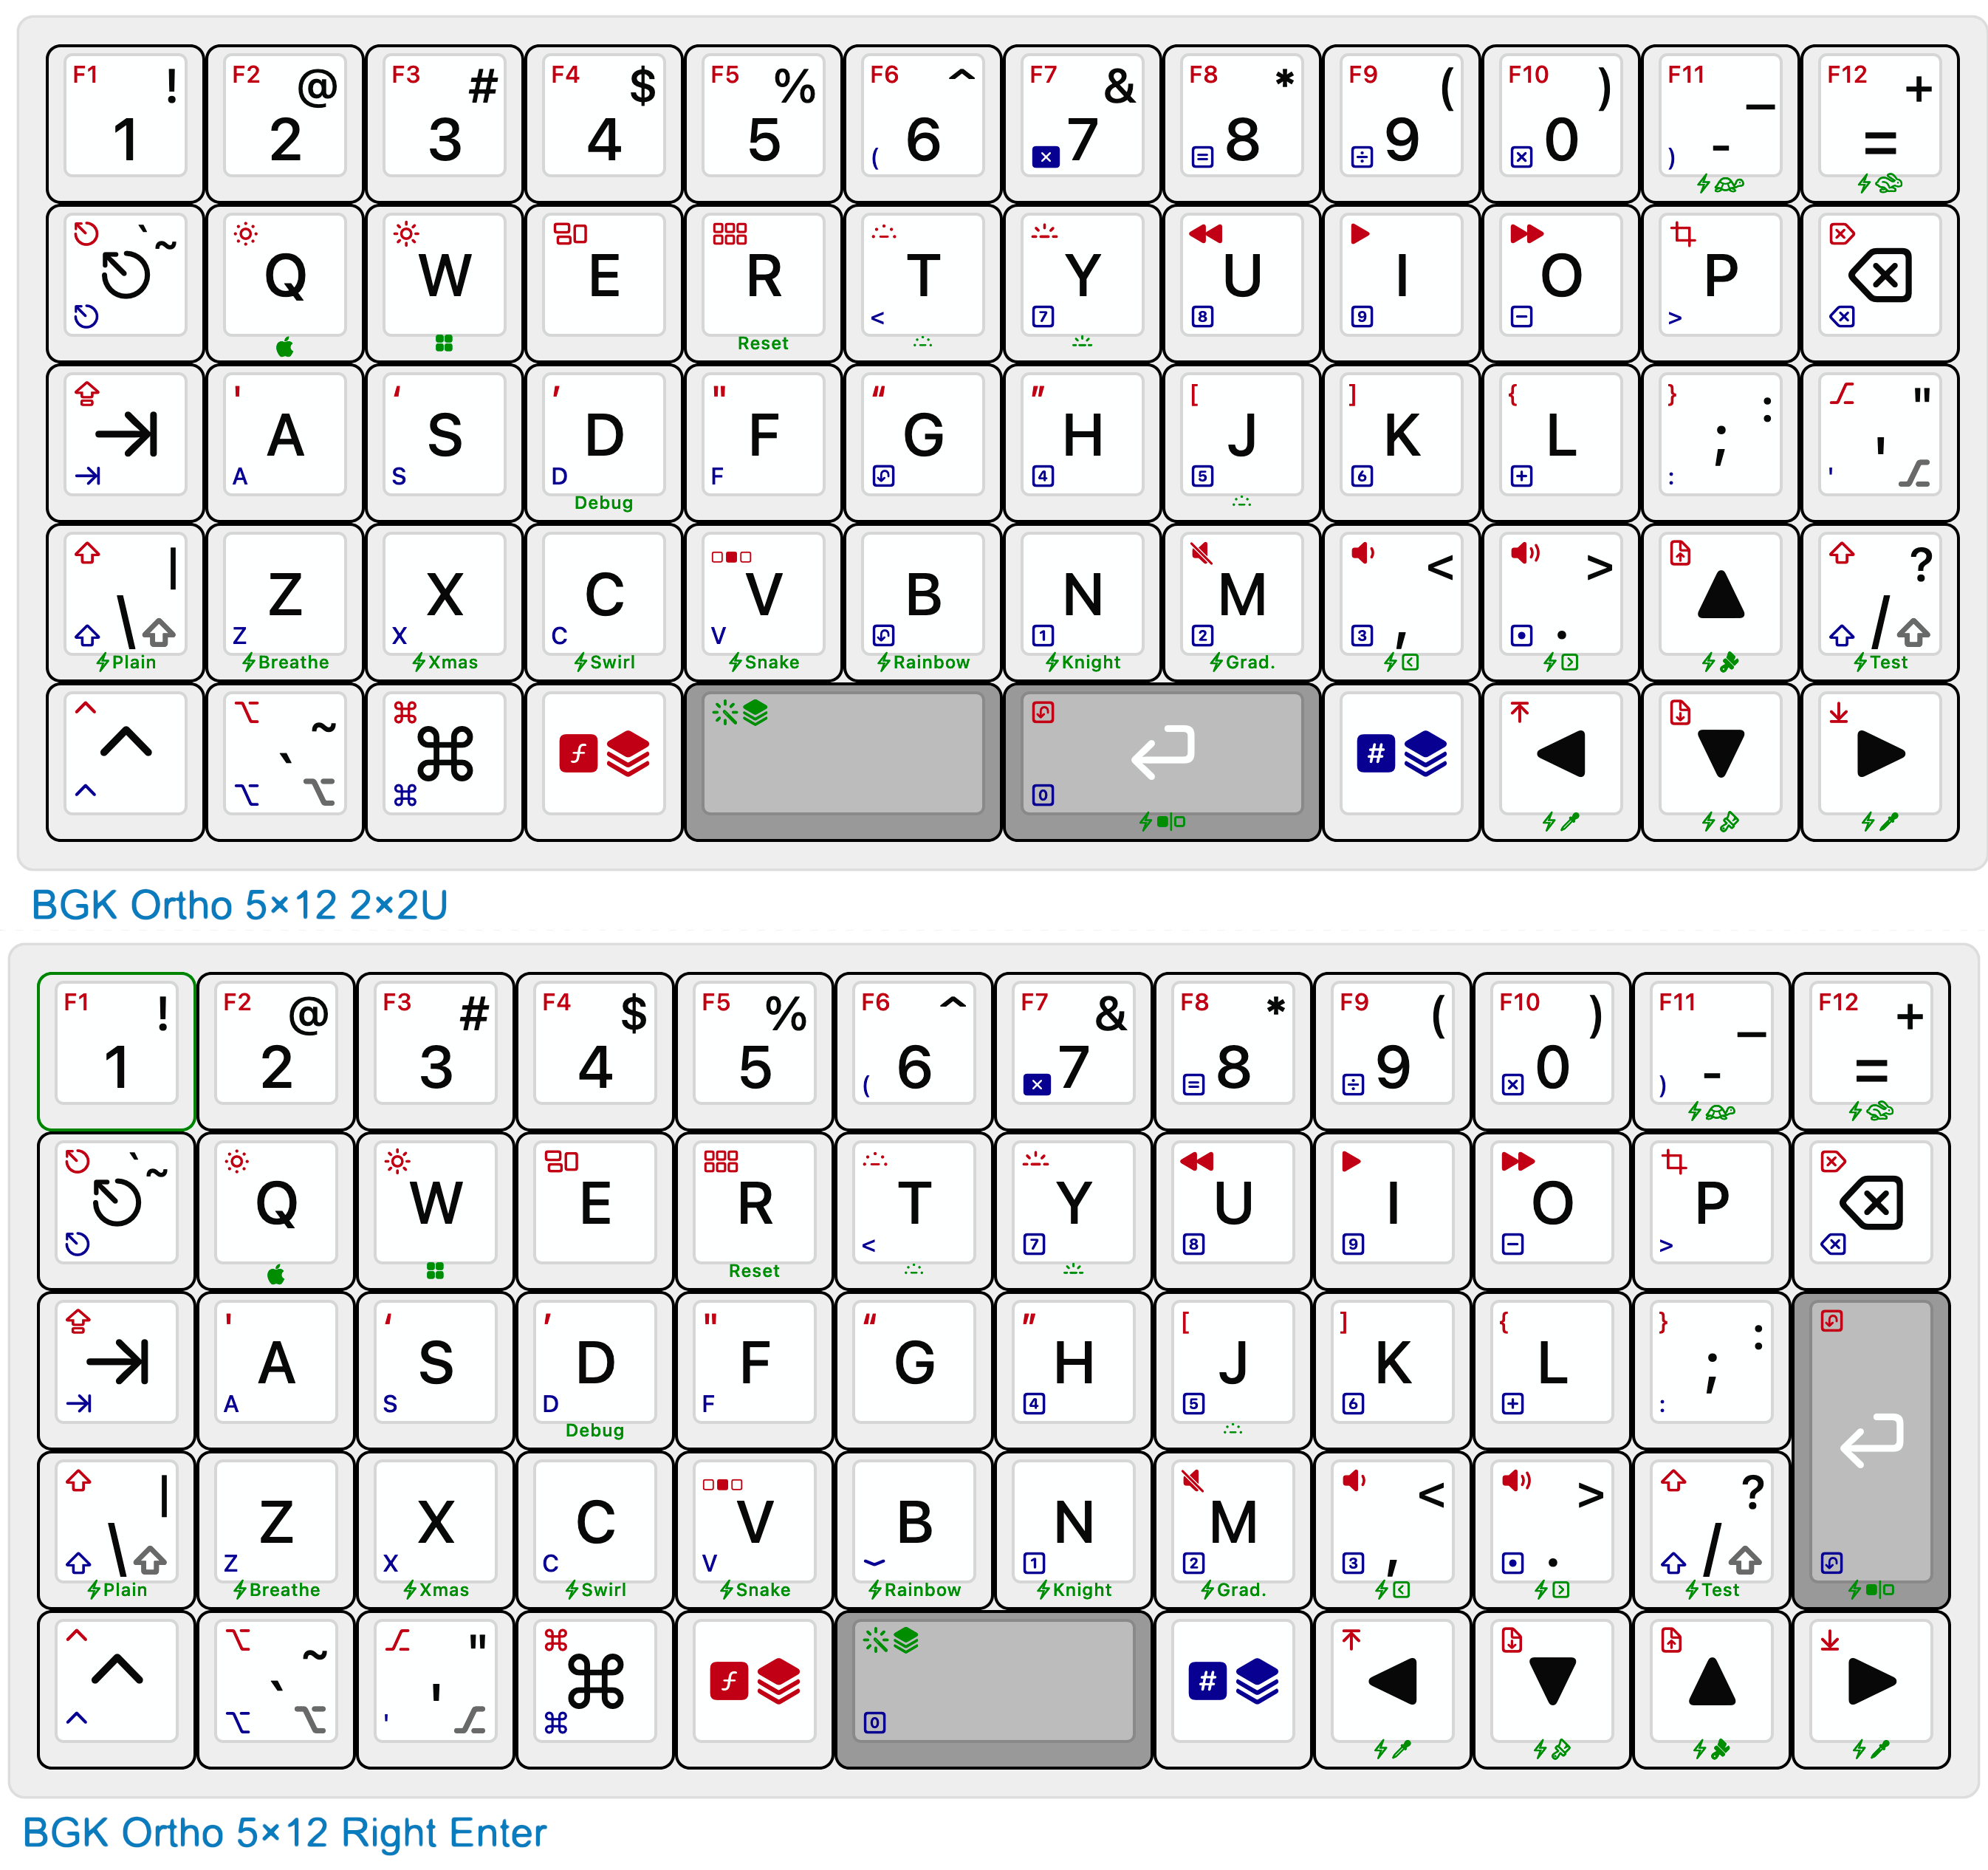 F1 ! F2 @ F3 # F4 $ F5 % F6 ^ F7 & F8 * F9 ( F10 ) F11 _ F12 +
1 2 3 4 5 ( 6 × 7 = 8 ÷ 9 × 0 ) - =
` ~ Q W E R T Y U I O P
< 7 8 9 − >
Reset
' ‘ ’ " “ ” [ ] { } "
A S D F G H J K L ; : '
A S D F 4 5 6 + : '
Debug
| < > ?
\ Z X C V B N M , . /
Z X C V 1 2 3
Plain Breathe Xmas Swirl Snake Rainbow Knight Grad. < > Test
^ ~
^ ` ⌘ f #
^ ⌘ 0
BGK Ortho 5×12 2×2U
F1 ! F2 @ F3 # F4 $ F5 % F6 ^ F7 & F8 * F9 ( F10 ) F11 _ F12 +
1 2 3 4 5 ( 6 × 7 = 8 ÷ 9 × 0 ) - =
` ~ Q W E R T Y U I O P
< 7 8 9 − >
Reset
' ‘ ’ " “ ” [ ] { }
A S D F G H J K L ; :
A S D F 4 5 6 + :
Debug
| < > ?
\ Z X C V B N M , . /
Z X C V 1 2 3
Plain Breathe Xmas Swirl Snake Rainbow Knight Grad. < > Test
^ ~ " ⌘
^ ` ' ⌘ f #
^ ' ⌘ 0
BGK Ortho 5×12 Right Enter